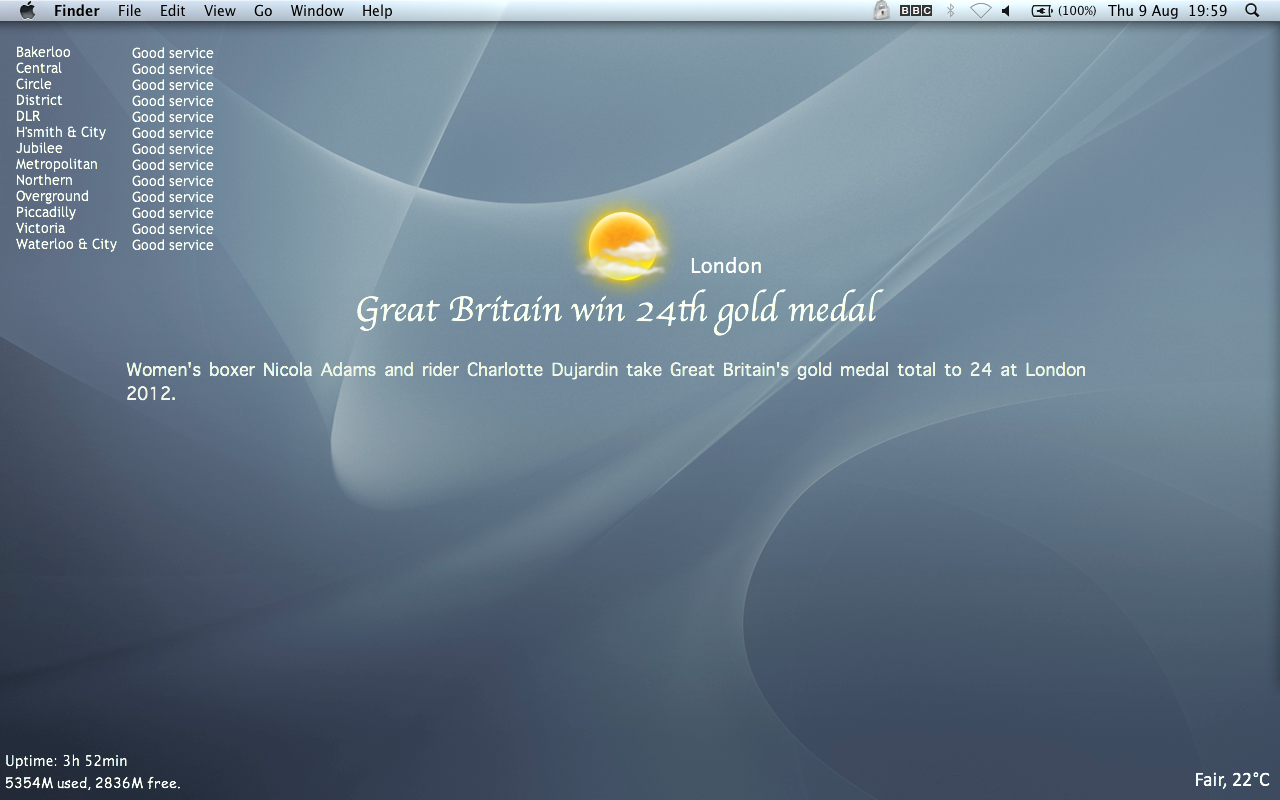 Finder File Edit View Go Window Help BBC (100%) Thu 9 Aug 19:59
Bakerloo Good service
Central Good service
Circle Good service
District Good service
DLR Good service
H'smith & City Good service
Jubilee Good service
Metropolitan Good service
Northern Good service
Overground Good service
Piccadilly Good service
Victoria Good service
Waterloo & City Good service
London
Great Britain win 24th gold medal
Women's boxer Nicola Adams and rider Charlotte Dujardin take Great Britain's gold medal total to 24 at London
2012.
Uptime: 3h 52min
5354M used, 2836M free.
Fair, 22°C